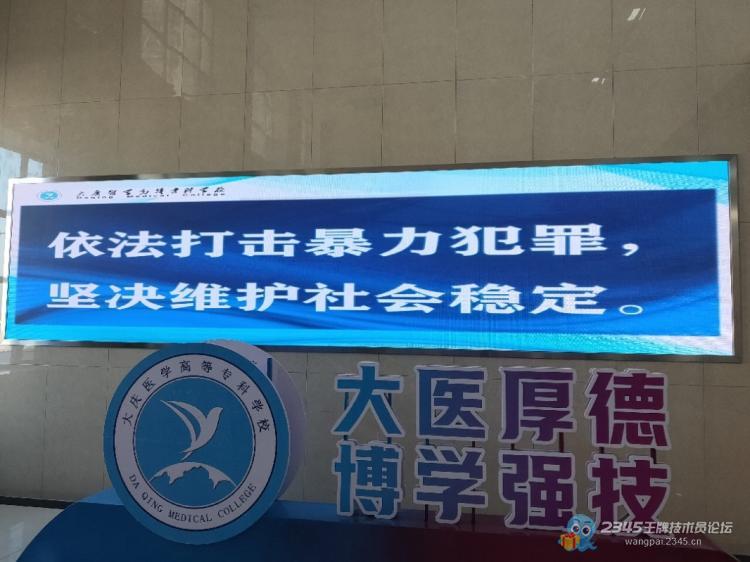 大庆医学高等专科学校
Daqing Medical College
依法打击暴力犯罪，
坚决维护社会稳定。
大庆医学高等专科学校
DA QING MEDICAL COLLEGE
大医厚德
博学强技
2345王牌技术员论坛
wangpai.2345.cn